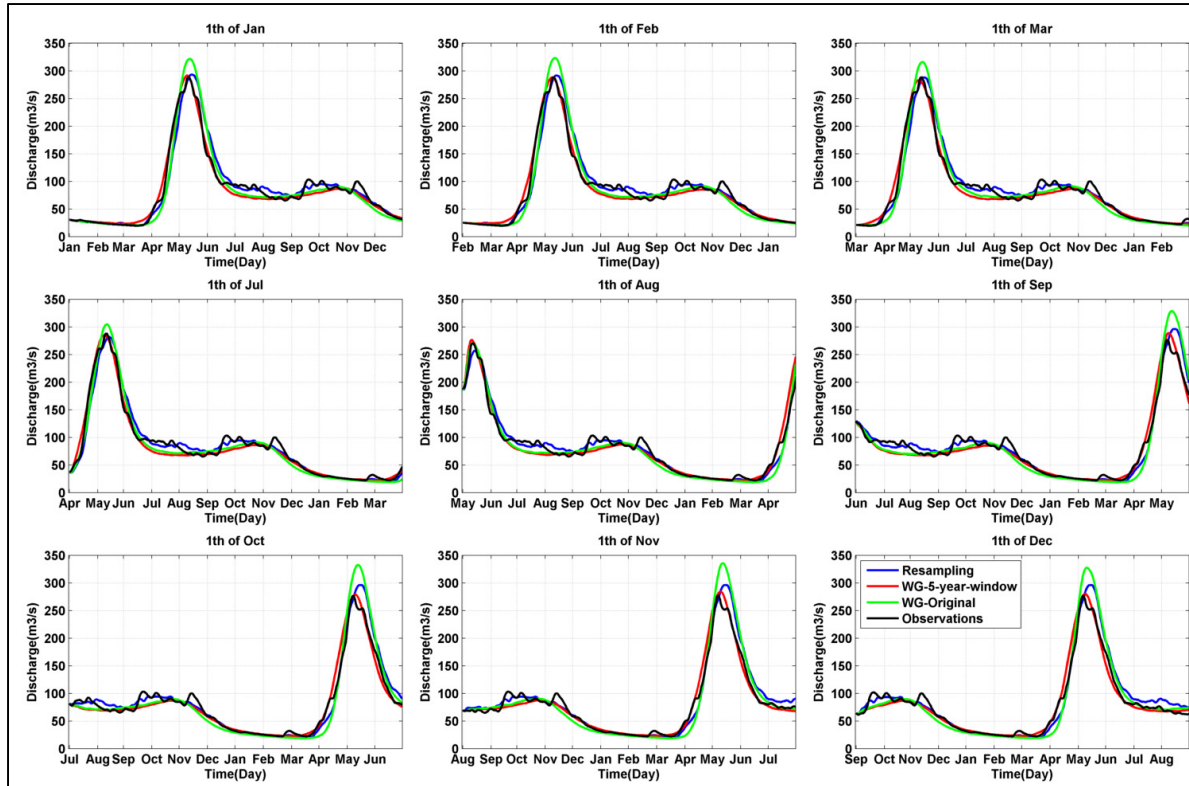 1th of Jan
350
300
250
200
150
100
50
0
Discharge(m3/s)
Jan Feb Mar Apr May Jun Jul Aug Sep Oct Nov Dec
Time(Day)
1th of Feb
350
300
250
200
150
100
50
0
Discharge(m3/s)
Feb Mar Apr May Jun Jul Aug Sep Oct Nov Dec Jan
Time(Day)
1th of Mar
350
300
250
200
150
100
50
0
Discharge(m3/s)
Mar Apr May Jun Jul Aug Sep Oct Nov Dec Jan Feb
Time(Day)
1th of Jul
350
300
250
200
150
100
50
0
Discharge(m3/s)
Apr May Jun Jul Aug Sep Oct Nov Dec Jan Feb Mar
Time(Day)
1th of Aug
350
300
250
200
150
100
50
0
Discharge(m3/s)
May Jun Jul Aug Sep Oct Nov Dec Jan Feb Mar Apr
Time(Day)
1th of Sep
350
300
250
200
150
100
50
0
Discharge(m3/s)
Jun Jul Aug Sep Oct Nov Dec Jan Feb Mar Apr May
Time(Day)
1th of Oct
350
300
250
200
150
100
50
0
Discharge(m3/s)
Jul Aug Sep Oct Nov Dec Jan Feb Mar Apr May Jun
Time(Day)
1th of Nov
350
300
250
200
150
100
50
0
Discharge(m3/s)
Aug Sep Oct Nov Dec Jan Feb Mar Apr May Jun Jul
Time(Day)
1th of Dec
350
300
250
200
150
100
50
0
Discharge(m3/s)
Resampling
WG-5-year-window
WG-Original
Observations
Sep Oct Nov Dec Jan Feb Mar Apr May Jun Jul Aug
Time(Day)